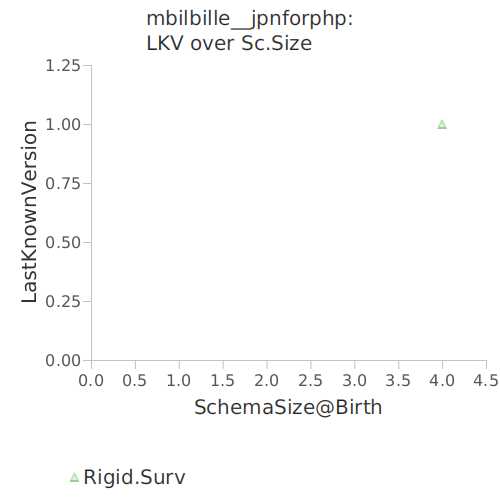 mbilbille__jpnforphp:
LKV over Sc.Size
LastKnownVersion
1.25
1.00
0.75
0.50
0.25
0.00
0.0 0.5 1.0 1.5 2.0 2.5 3.0 3.5 4.0 4.5
SchemaSize@Birth
Rigid.Surv